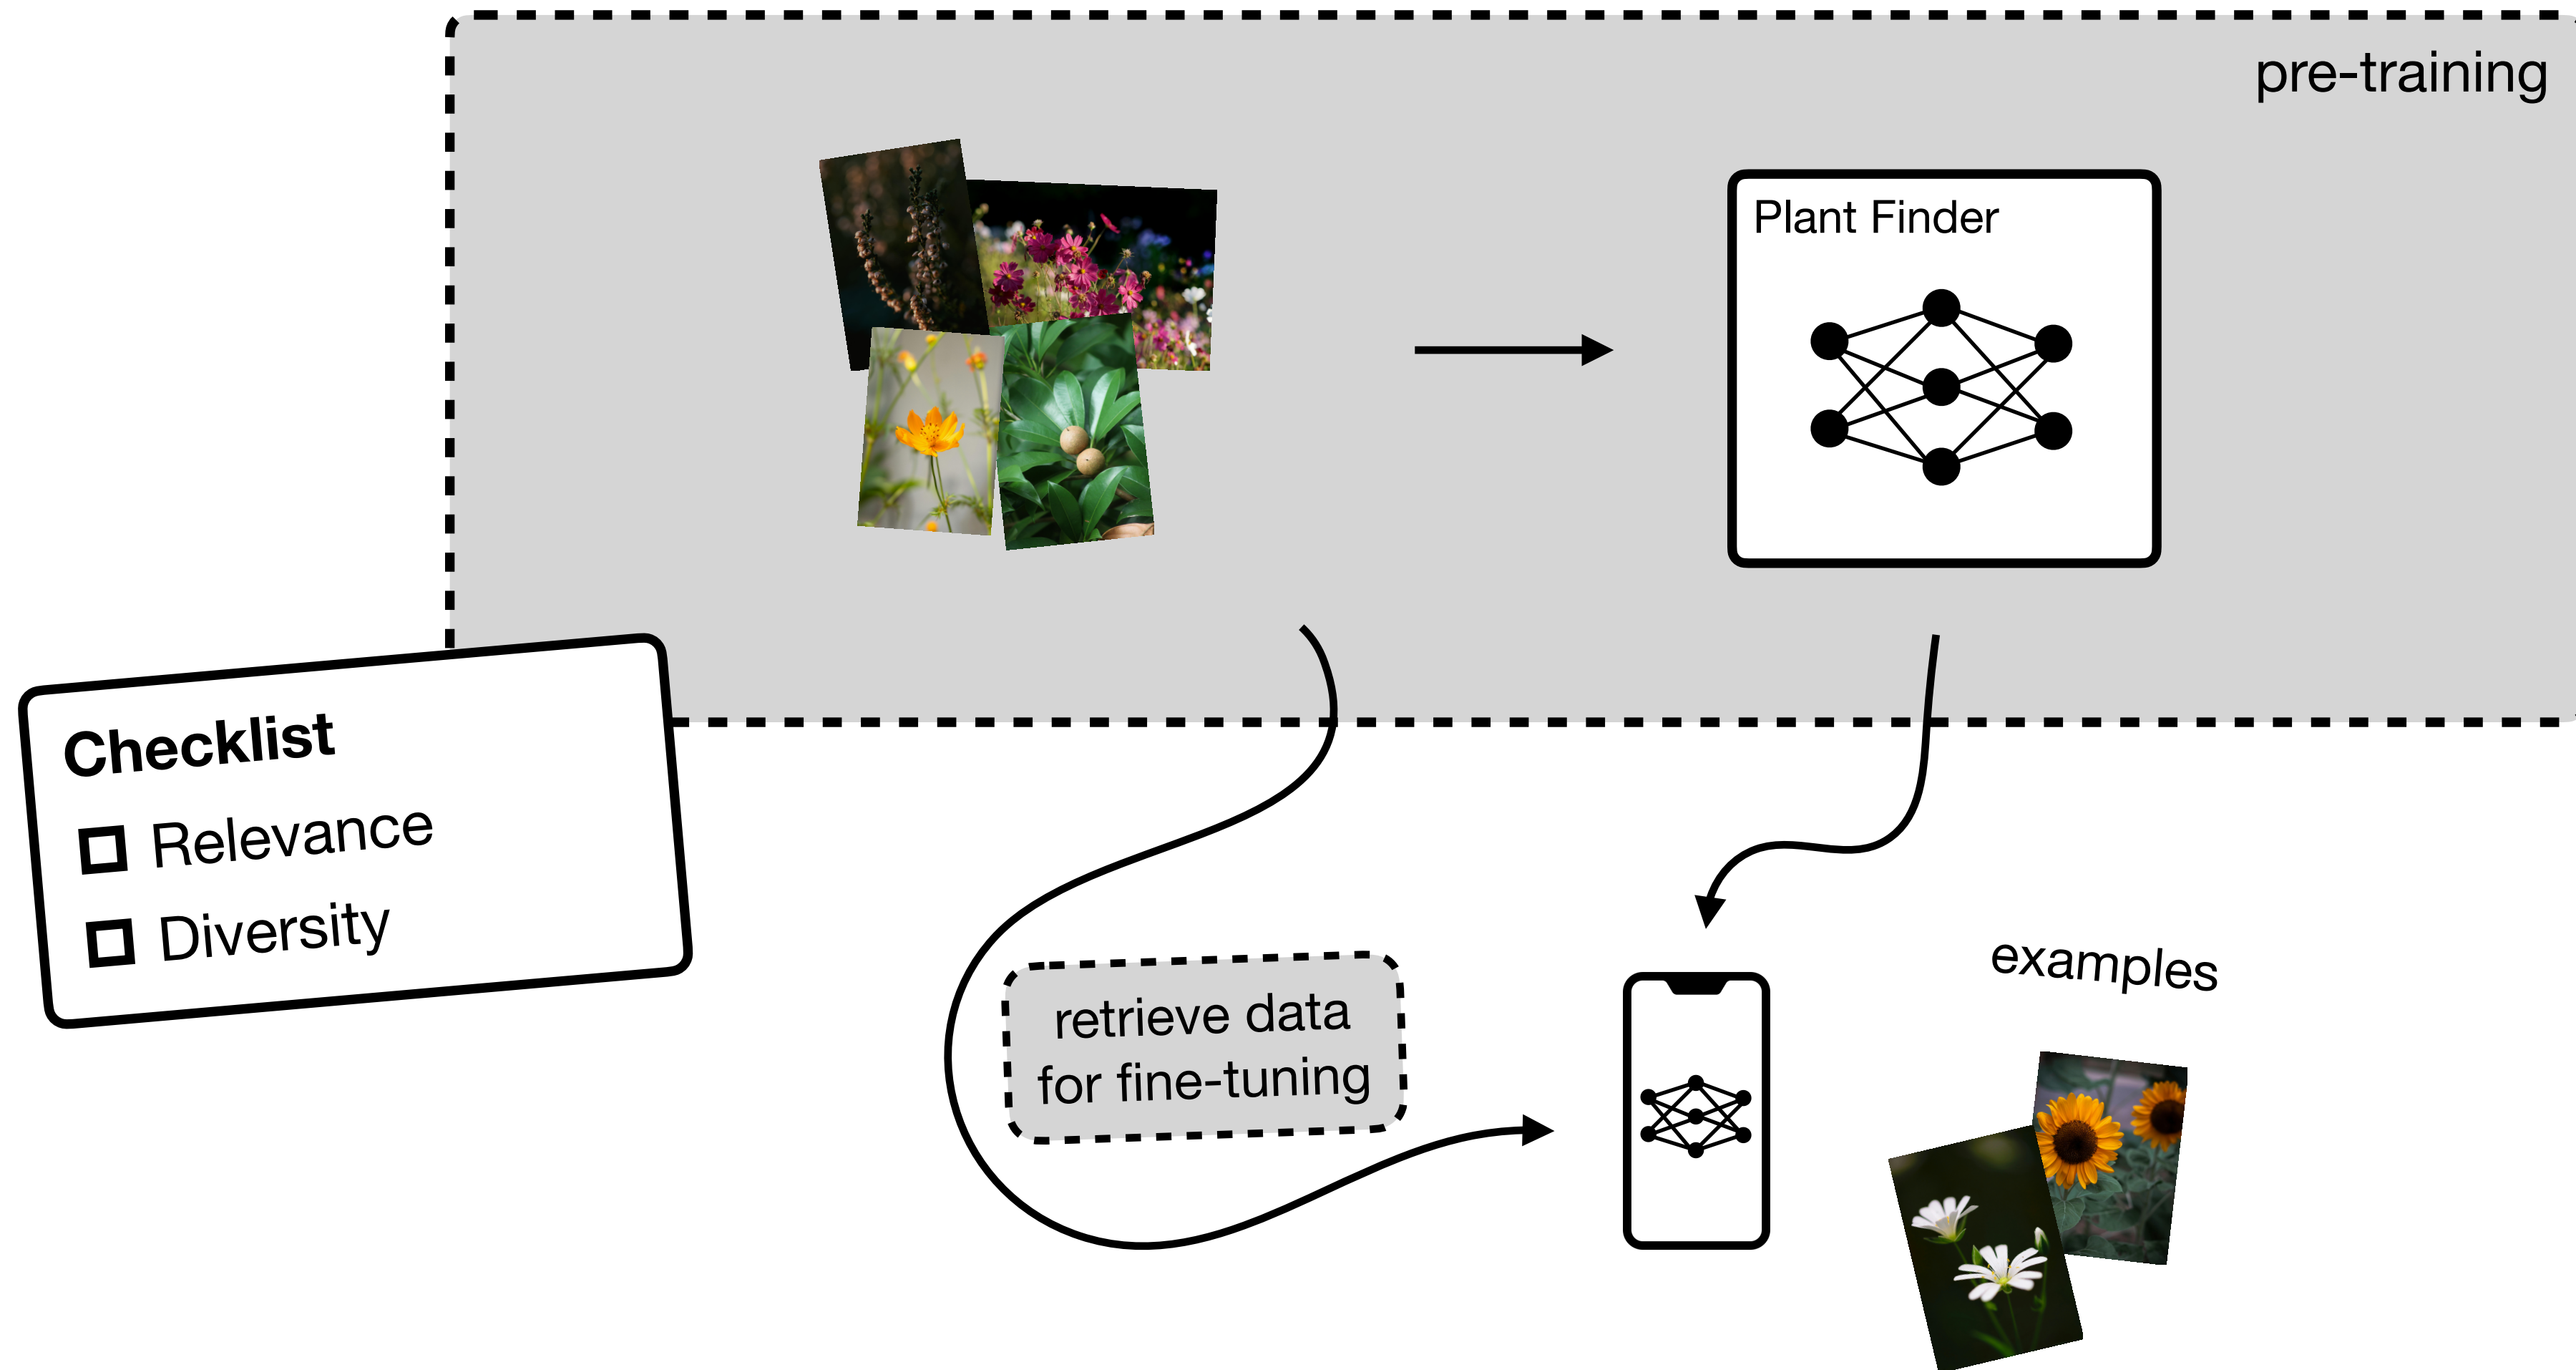 pre-training
Plant Finder
Checklist
Relevance
Diversity
retrieve data
for fine-tuning
examples